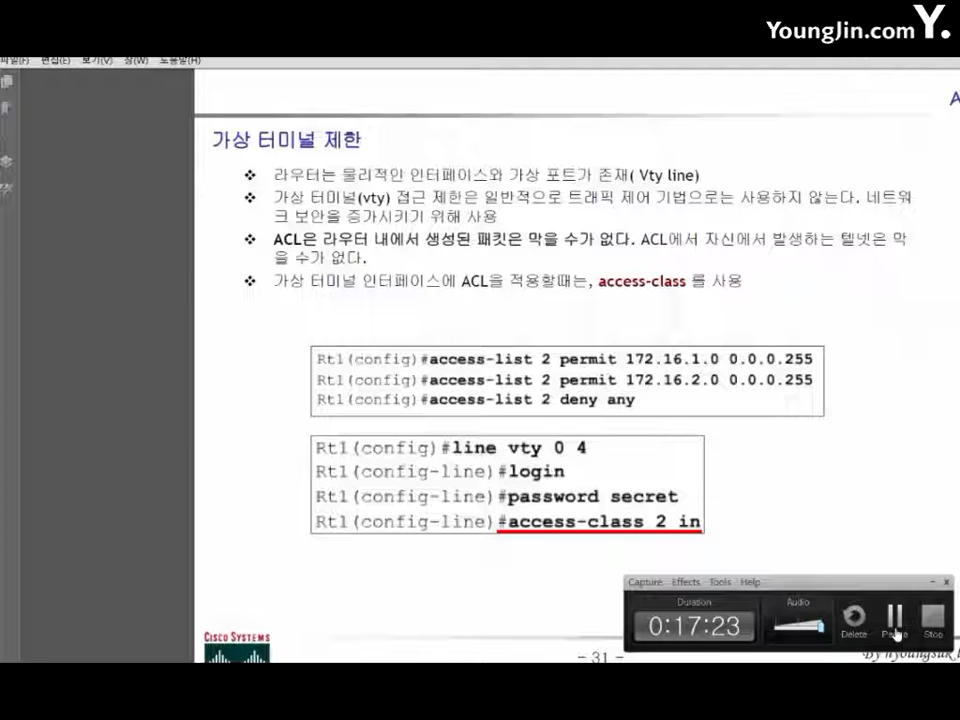 YoungJin.com Y.
파일(F) 편집(E) 보기(V) 창(W) 도움말(H)
A
가상 터미널 제한
❖ 라우터는 물리적인 인터페이스와 가상 포트가 존재( Vty line)
❖ 가상 터미널(vty) 접근 제한은 일반적으로 트래픽 제어 기법으로는 사용하지 않는다. 네트워
크 보안을 증가시키기 위해 사용
❖ ACL은 라우터 내에서 생성된 패킷은 막을 수가 없다. ACL에서 자신에서 발생하는 텔넷은 막
을 수가 없다.
❖ 가상 터미널 인터페이스에 ACL을 적용할때는, access-class 를 사용
Rt1(config)#access-list 2 permit 172.16.1.0 0.0.0.255
Rt1(config)#access-list 2 permit 172.16.2.0 0.0.0.255
Rt1(config)#access-list 2 deny any
Rt1(config)#line vty 0 4
Rt1(config-line)#login
Rt1(config-line)#password secret
Rt1(config-line)#access-class 2 in
Capture Effects Tools Help
Duration Audio
0:17:23
Delete Pause Stop
CISCO SYSTEMS
- 31 -
By